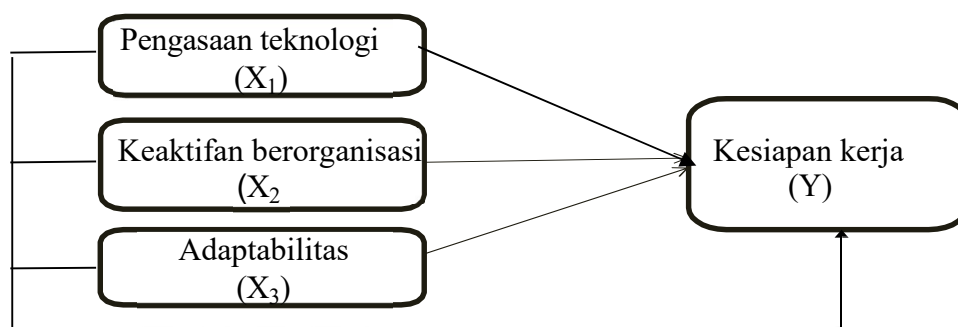 Pengasaan teknologi
(X₁)
Keaktifan berorganisasi
(X₂
Adaptabilitas
(X₃)
Kesiapan kerja
(Y)